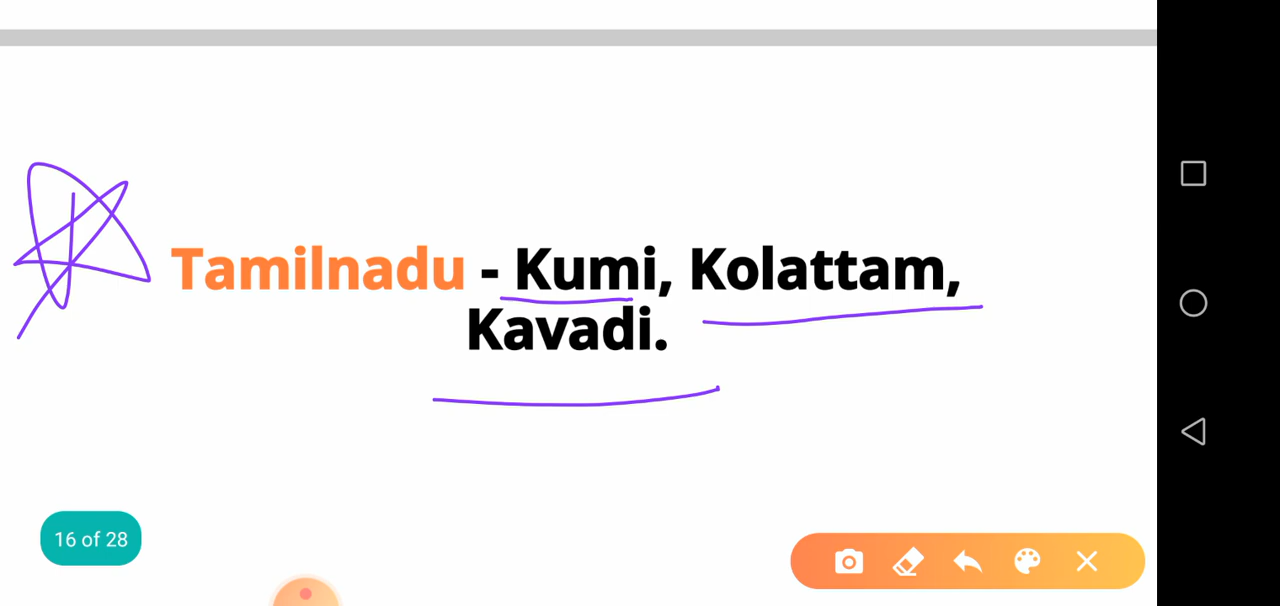 Tamilnadu - Kumi, Kolattam,
Kavadi.
16 of 28